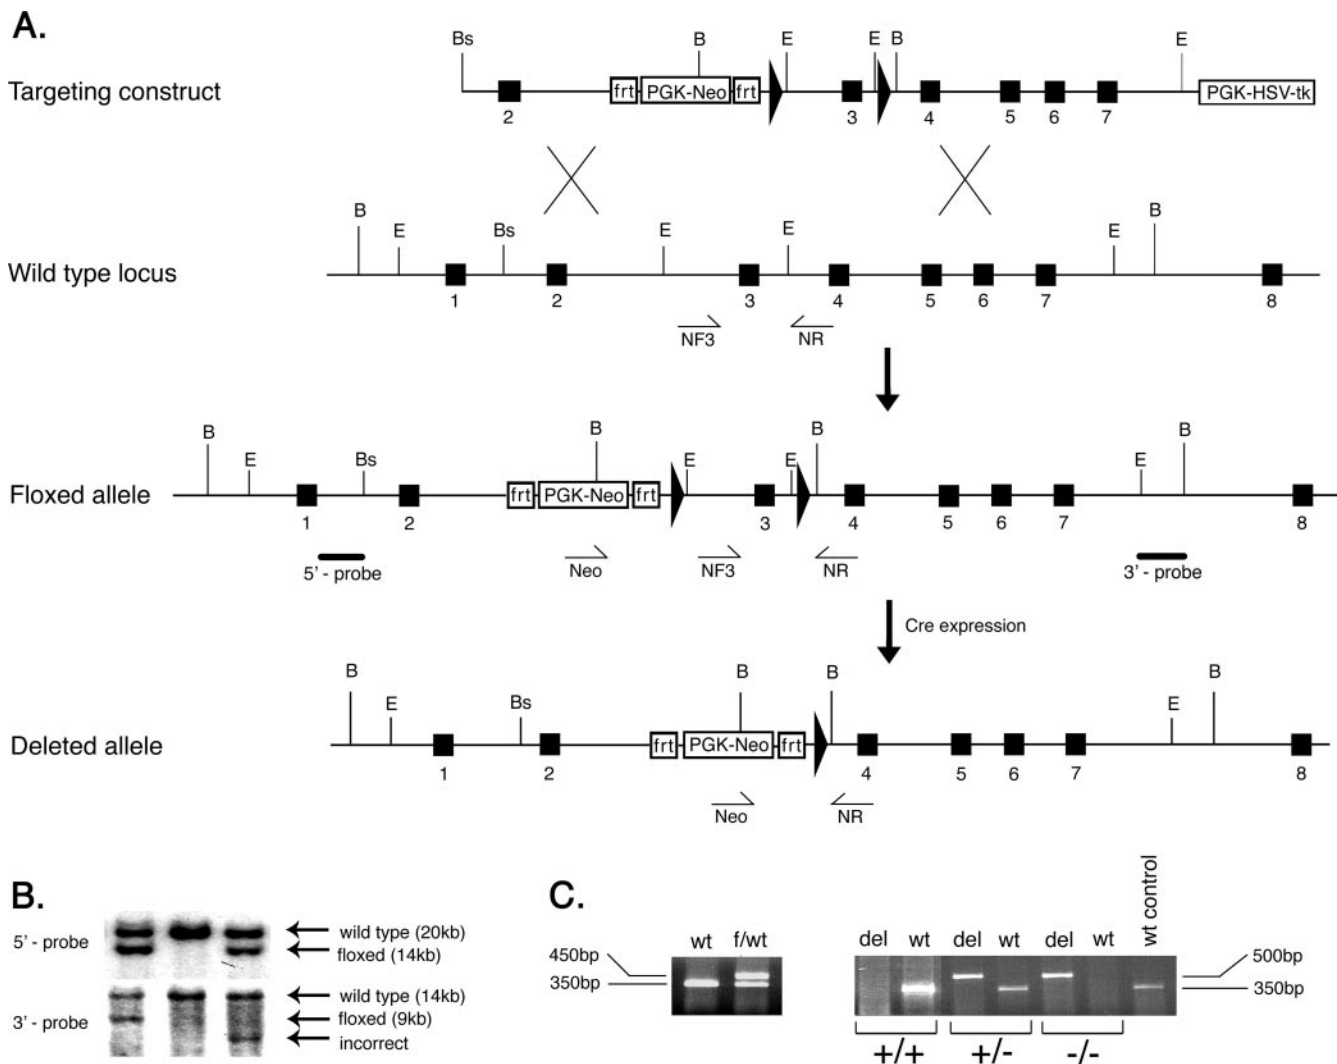 A.
Bs B E E B E
Targeting construct
frt PGK-Neo frt PGK-HSV-tk
2 3 4 5 6 7
B E Bs E E E B
Wild type locus
1 2 3 4 5 6 7 8
NF3 NR
B E Bs B E E B E B
Floxed allele
frt PGK-Neo frt
1 2 3 4 5 6 7 8
5' - probe Neo NF3 NR 3' - probe
Cre expression
B E Bs B B E B
Deleted allele
frt PGK-Neo frt
1 2 4 5 6 7 8
Neo NR
B.
5' - probe
wild type (20kb)
floxed (14kb)
3' - probe
wild type (14kb)
floxed (9kb)
incorrect
C.
wt f/wt
450bp
350bp
del wt del wt del wt wt control
500bp
350bp
+/+ +/- -/-